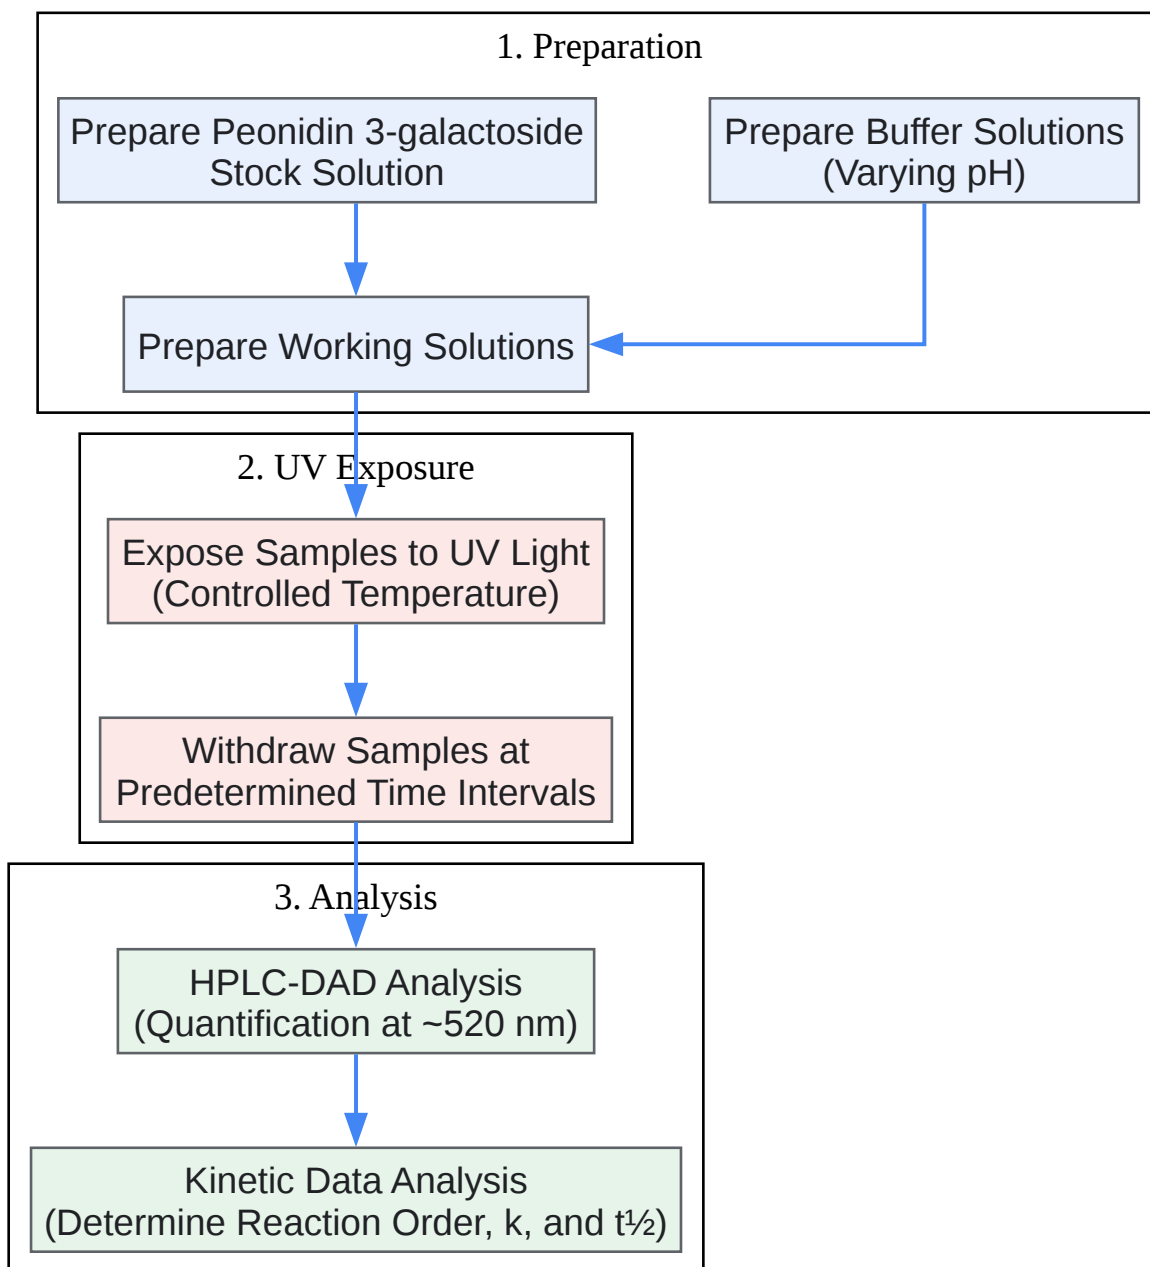 1. Preparation
Prepare Peonidin 3-galactoside
Stock Solution
Prepare Buffer Solutions
(Varying pH)
Prepare Working Solutions
2. UV Exposure
Expose Samples to UV Light
(Controlled Temperature)
Withdraw Samples at
Predetermined Time Intervals
3. Analysis
HPLC-DAD Analysis
(Quantification at ~520 nm)
Kinetic Data Analysis
(Determine Reaction Order, k, and t½)